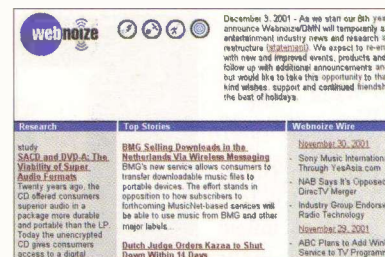 webnoize
December 3, 2001 - As we start our 8th yea
announce Webnoize/DMN will temporarily s
entertainment industry news and research s
restructure (statement). We expect to re-em
with new and improved events, products and
follow up with additional announcements an
but would like to take this opportunity to tha
kind wishes, support and continued friendsh
the best of holidays.
Research
study
SACD and DVD-A: The
Viability of Super
Audio Formats
Twenty years ago, the
CD offered consumers
superior audio in a
package more durable
and portable than the LP.
Today the unencrypted
CD gives consumers
access to a digital
Top Stories
BMG Selling Downloads in the
Netherlands Via Wireless Messaging
BMG's new service allows consumers to
transfer downloadable music files to
portable devices. The effort stands in
opposition to how subscribers to
forthcoming MusicNet-based services will
be able to use music from BMG and other
major labels.
Dutch Judge Orders Kazaa to Shut
Down Within 14 Days
Webnoize Wire
November 30, 2001
Sony Music Internation
Through YesAsia.com
NAB Says It's Opposed
DirecTV Merger
Industry Group Endorse
Radio Technology
November 29, 2001
ABC Plans to Add Wind
Service to TV Programm